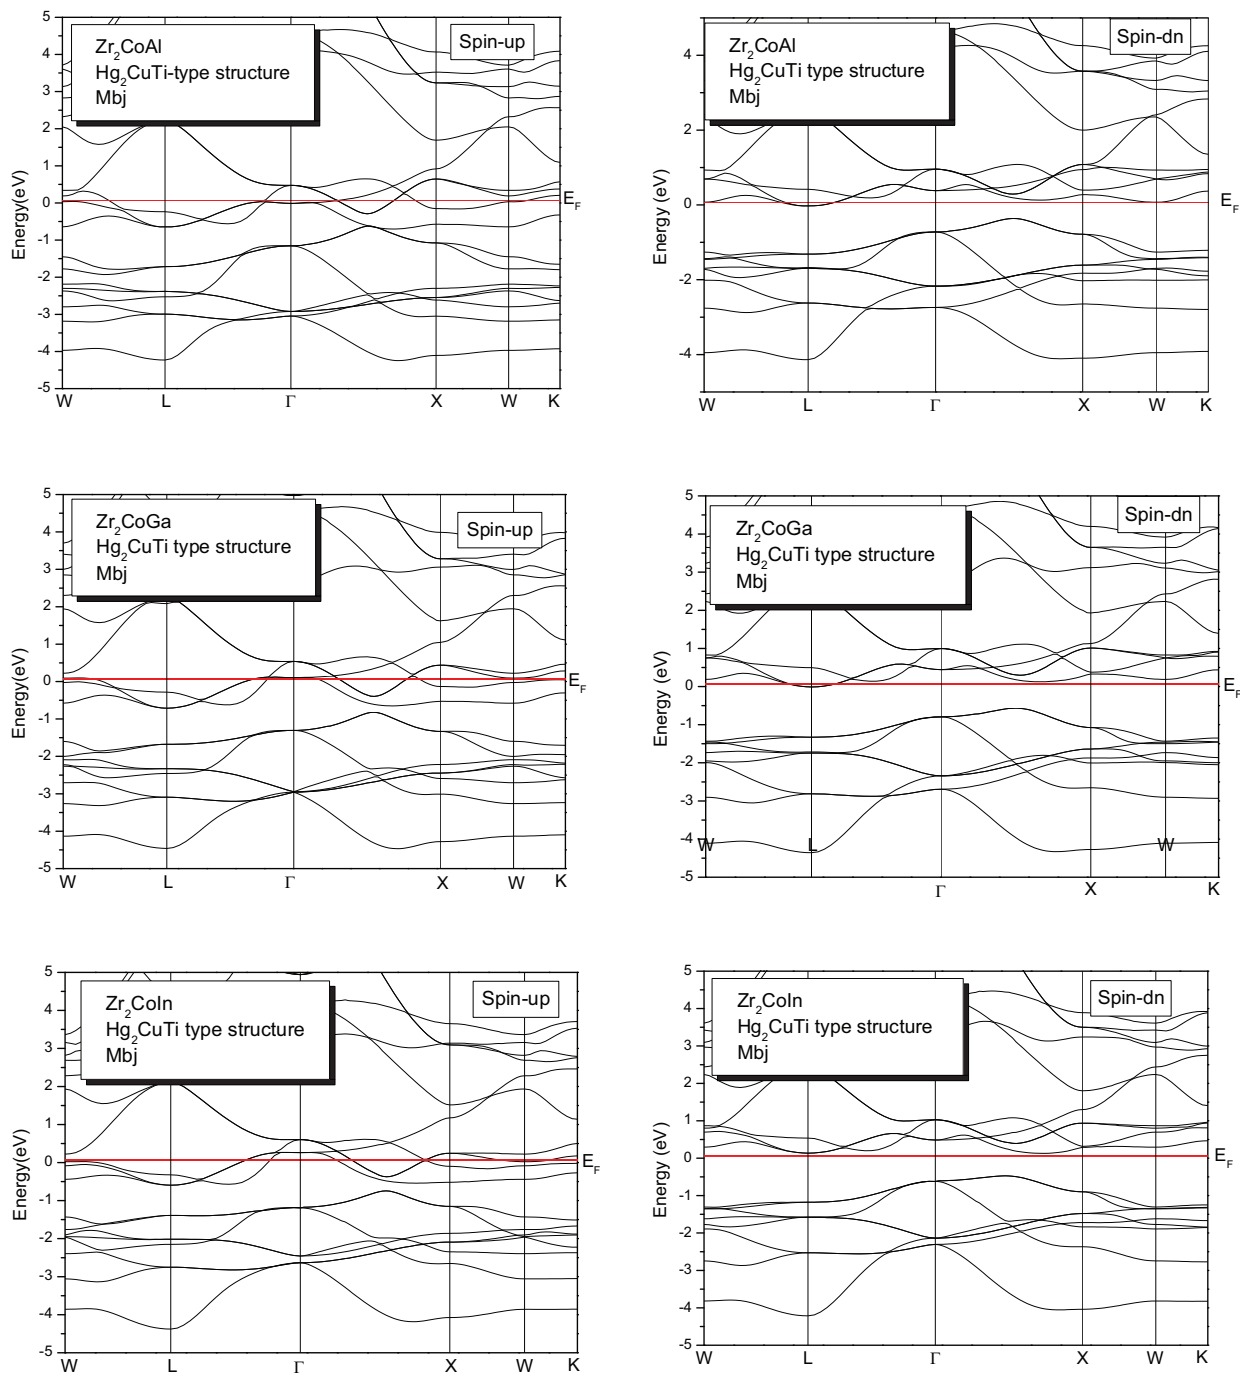 Zr2CoAl
Hg2CuTi-type structure
Mbj
Spin-up
Energy(eV)
5
4
3
2
1
0
-1
-2
-3
-4
-5
EF
W L Γ X W K
Zr2CoAl
Hg2CuTi type structure
Mbj
Spin-dn
Energy (eV)
4
2
0
-2
-4
EF
W L Γ X W K
Zr2CoGa
Hg2CuTi type structure
Mbj
Spin-up
Energy(eV)
5
4
3
2
1
0
-1
-2
-3
-4
-5
EF
W L Γ X W K
Zr2CoGa
Hg2CuTi type structure
Mbj
Spin-dn
Energy (eV)
5
4
3
2
1
0
-1
-2
-3
-4
-5
EF
W L W
Γ X K
Zr2CoIn
Hg2CuTi type structure
Mbj
Spin-up
Energy(eV)
5
4
3
2
1
0
-1
-2
-3
-4
-5
EF
W L Γ X W K
Zr2CoIn
Hg2CuTi type structure
Mbj
Spin-dn
Energy (eV)
5
4
3
2
1
0
-1
-2
-3
-4
-5
EF
W L Γ X W K